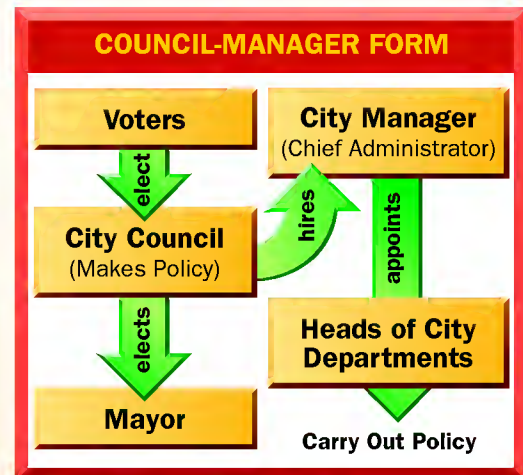 COUNCIL-MANAGER FORM
Voters
elect
City Council
(Makes Policy)
elects
Mayor
hires
City Manager
(Chief Administrator)
appoints
Heads of City
Departments
Carry Out Policy